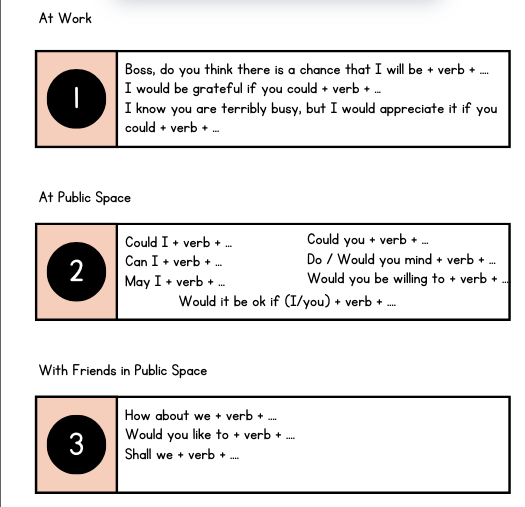 At Work
1
Boss, do you think there is a chance that I will be + verb + ....
I would be grateful if you could + verb + ...
I know you are terribly busy, but I would appreciate it if you
could + verb + ...
At Public Space
2
Could I + verb + ...
Can I + verb + ...
May I + verb + ...
Could you + verb + ...
Do / Would you mind + verb + ...
Would you be willing to + verb + ...
Would it be ok if (I/you) + verb + ....
With Friends in Public Space
3
How about we + verb + ....
Would you like to + verb + ....
Shall we + verb + ....